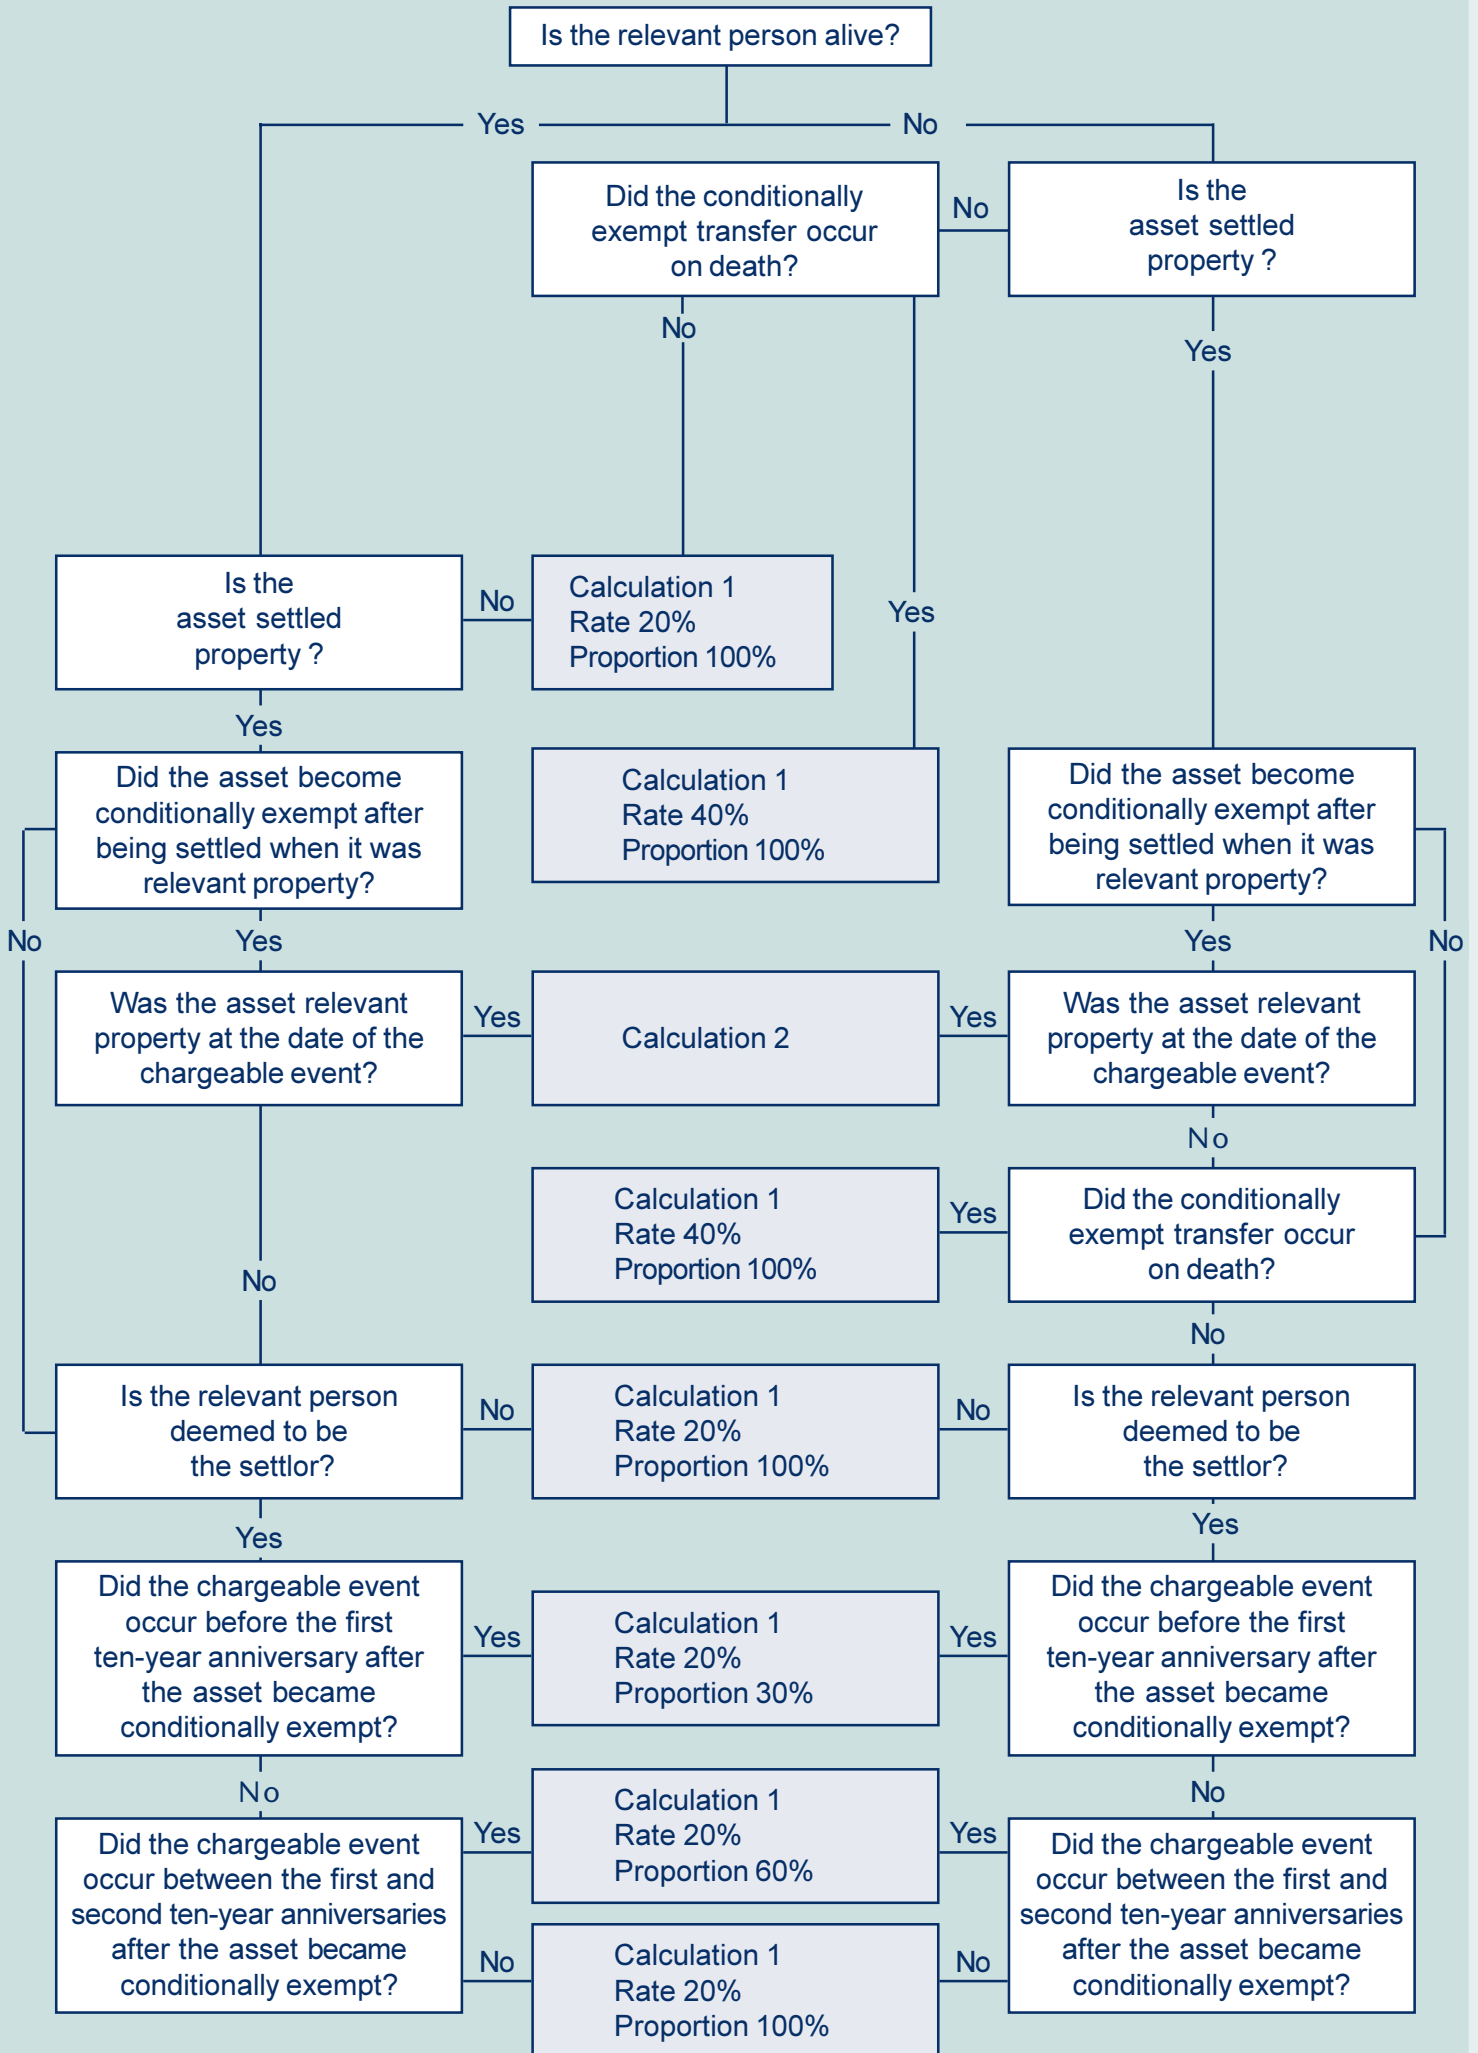 Is the relevant person alive?
Yes
No
Did the conditionally
exempt transfer occur
on death?
No
Is the
asset settled
property ?
No
Yes
Is the
asset settled
property ?
No
Calculation 1
Rate 20%
Proportion 100%
Yes
Yes
Did the asset become
conditionally exempt after
being settled when it was
relevant property?
Calculation 1
Rate 40%
Proportion 100%
Did the asset become
conditionally exempt after
being settled when it was
relevant property?
No
Yes
Yes
No
Was the asset relevant
property at the date of the
chargeable event?
Yes
Calculation 2
Yes
Was the asset relevant
property at the date of the
chargeable event?
No
Calculation 1
Rate 40%
Proportion 100%
Yes
Did the conditionally
exempt transfer occur
on death?
No
No
Is the relevant person
deemed to be
the settlor?
No
Calculation 1
Rate 20%
Proportion 100%
No
Is the relevant person
deemed to be
the settlor?
Yes
Yes
Did the chargeable event
occur before the first
ten-year anniversary after
the asset became
conditionally exempt?
Yes
Calculation 1
Rate 20%
Proportion 30%
Yes
Did the chargeable event
occur before the first
ten-year anniversary after
the asset became
conditionally exempt?
No
No
Did the chargeable event
occur between the first and
second ten-year anniversaries
after the asset became
conditionally exempt?
Yes
Calculation 1
Rate 20%
Proportion 60%
Yes
Did the chargeable event
occur between the first and
second ten-year anniversaries
after the asset became
conditionally exempt?
No
Calculation 1
Rate 20%
Proportion 100%
No